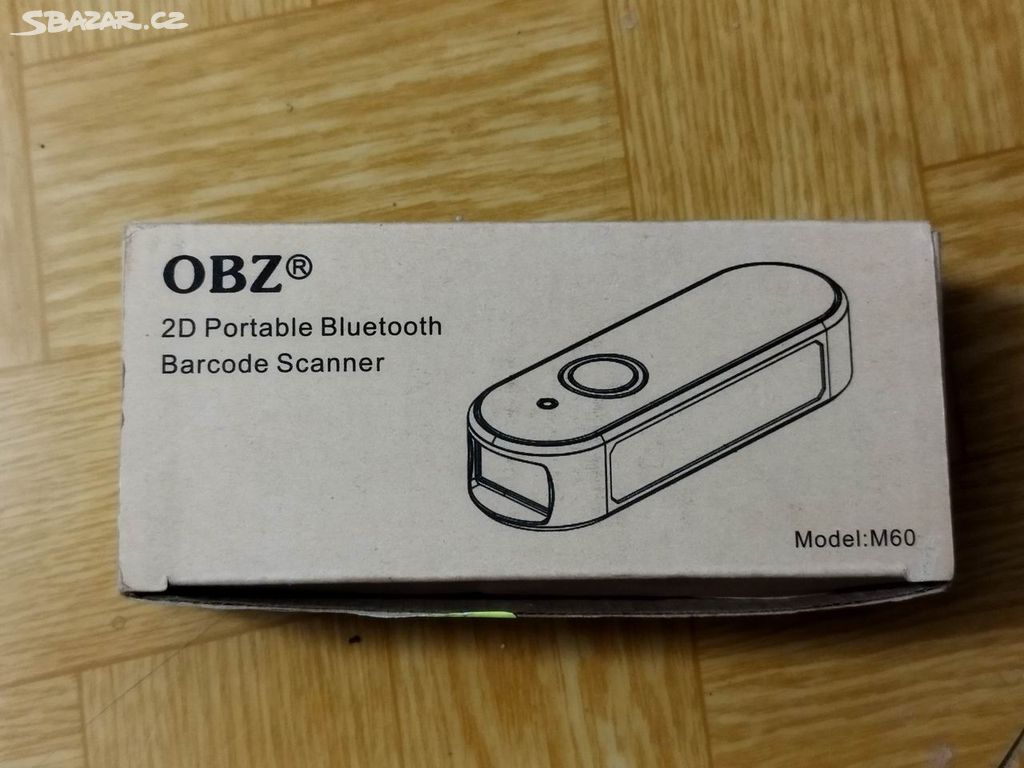 SBAZAR.CZ
OBZ®
2D Portable Bluetooth
Barcode Scanner
Model:M60